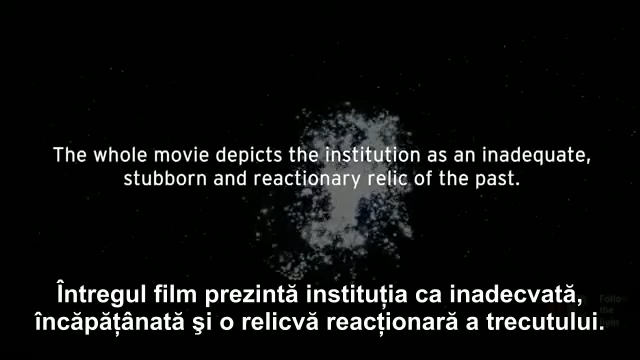 The whole movie depicts the institution as an inadequate,
stubborn and reactionary relic of the past.
Întregul film prezintă instituția ca inadecvată,
încăpățânată şi o relicvă reacționară a trecutului.